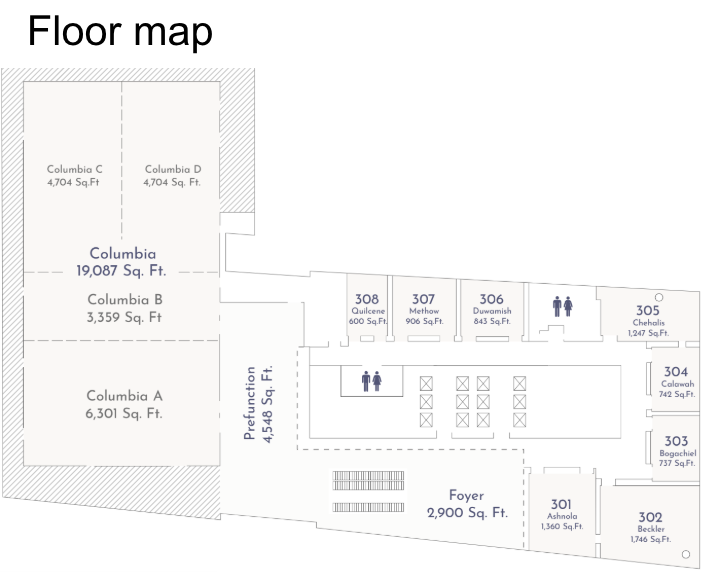 Floor map
Columbia C
4,704 Sq.Ft
Columbia D
4,704 Sq. Ft.
Columbia
19,087 Sq. Ft.
Columbia B
3,359 Sq. Ft
Columbia A
6,301 Sq. Ft.
Prefunction
4,548 Sq. Ft.
308
Quilcene
600 Sq.Ft.
307
Methow
906 Sq.Ft.
306
Duwamish
843 Sq.Ft.
305
Chehalis
1,247 Sq.Ft.
304
Calawah
742 Sq.Ft.
303
Bogachiel
737 Sq.Ft.
Foyer
2,900 Sq. Ft.
301
Ashnola
1,360 Sq.Ft.
302
Beckler
1,746 Sq.Ft.